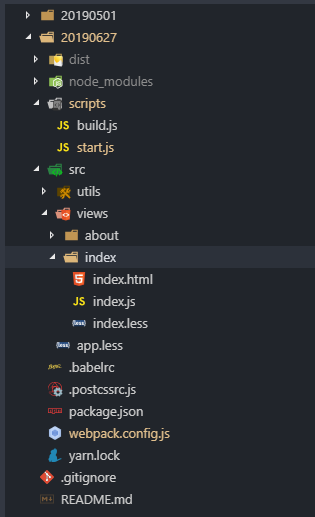 20190501
20190627
dist
node_modules
scripts
JS build.js
JS start.js
src
utils
views
about
index
index.html
JS index.js
{less} index.less
{less} app.less
.babelrc
.postcssrc.js
package.json
webpack.config.js
yarn.lock
.gitignore
README.md